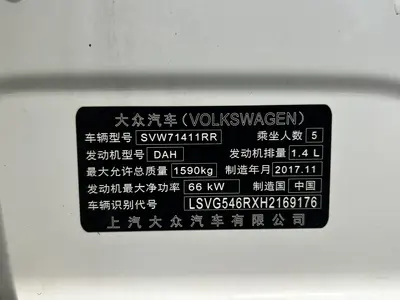 大众汽车(VOLKSWAGEN)
车辆型号 SVW71411RR 乘坐人数 5
发动机型号 DAH 发动机排量 1.4 L
最大允许总质量 1590kg 制造年月 2017.11
发动机最大净功率 66 kW 制造国 中国
车辆识别代号 LSVG546RXH2169176
上汽大众汽车有限公司